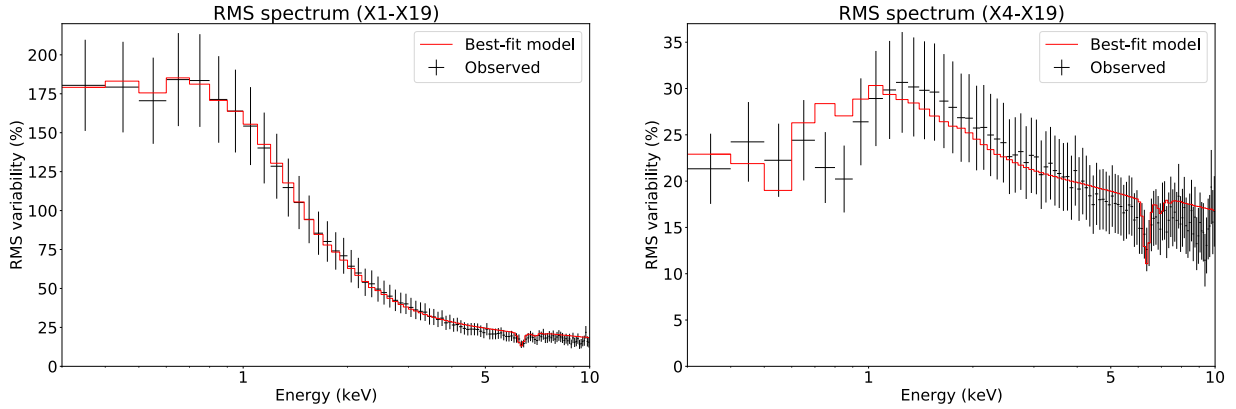 RMS spectrum (X1-X19)
RMS variability (%)
200
175
150
125
100
75
50
25
0
Best-fit model
Observed
1
5
10
Energy (keV)
RMS spectrum (X4-X19)
RMS variability (%)
35
30
25
20
15
10
5
0
Best-fit model
Observed
1
5
10
Energy (keV)